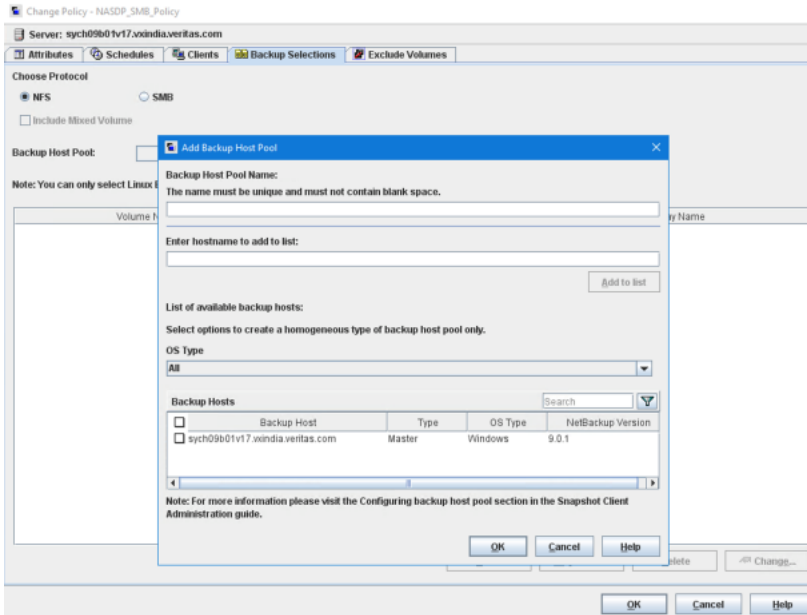 Change Policy - NASDP_SMB_Policy
Server: sych09b01v17.vxindia.veritas.com
Attributes Schedules Clients Backup Selections Exclude Volumes
Choose Protocol
NFS SMB
Include Mixed Volume
Backup Host Pool:
Note: You can only select Linux
Volume N
y Name
Add Backup Host Pool
Backup Host Pool Name:
The name must be unique and must not contain blank space.
Enter hostname to add to list:
Add to list
List of available backup hosts:
Select options to create a homogeneous type of backup host pool only.
OS Type
All
Backup Hosts Search
Backup Host Type OS Type NetBackup Version
sych09b01v17.vxindia.veritas.com Master Windows 9.0.1
Note: For more information please visit the Configuring backup host pool section in the Snapshot Client
Administration guide.
OK Cancel Help
elete Change...
OK Cancel Help